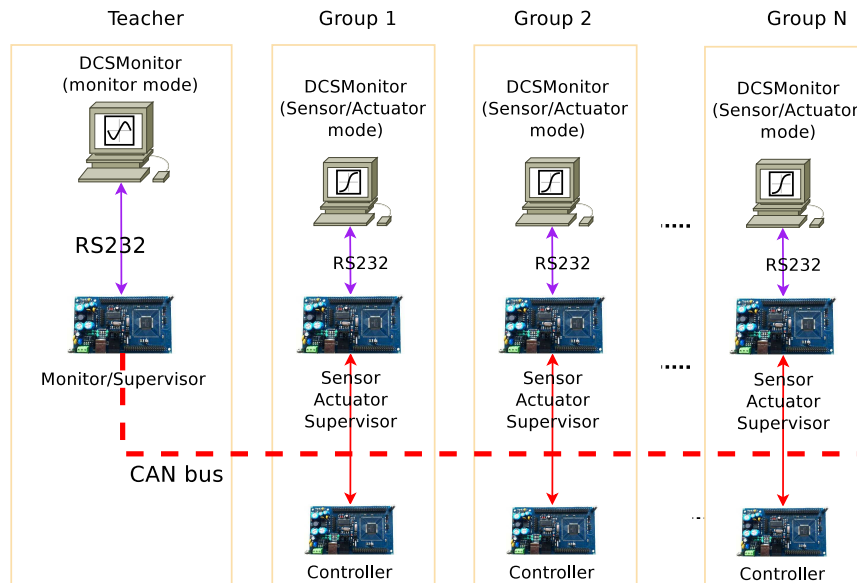 Teacher
Group 1
Group 2
Group N
DCSMonitor
(monitor mode)
DCSMonitor
(Sensor/Actuator
mode)
DCSMonitor
(Sensor/Actuator
mode)
DCSMonitor
(Sensor/Actuator
mode)
RS232
RS232
RS232
RS232
Monitor/Supervisor
Sensor
Actuator
Supervisor
Sensor
Actuator
Supervisor
Sensor
Actuator
Supervisor
CAN bus
Controller
Controller
Controller